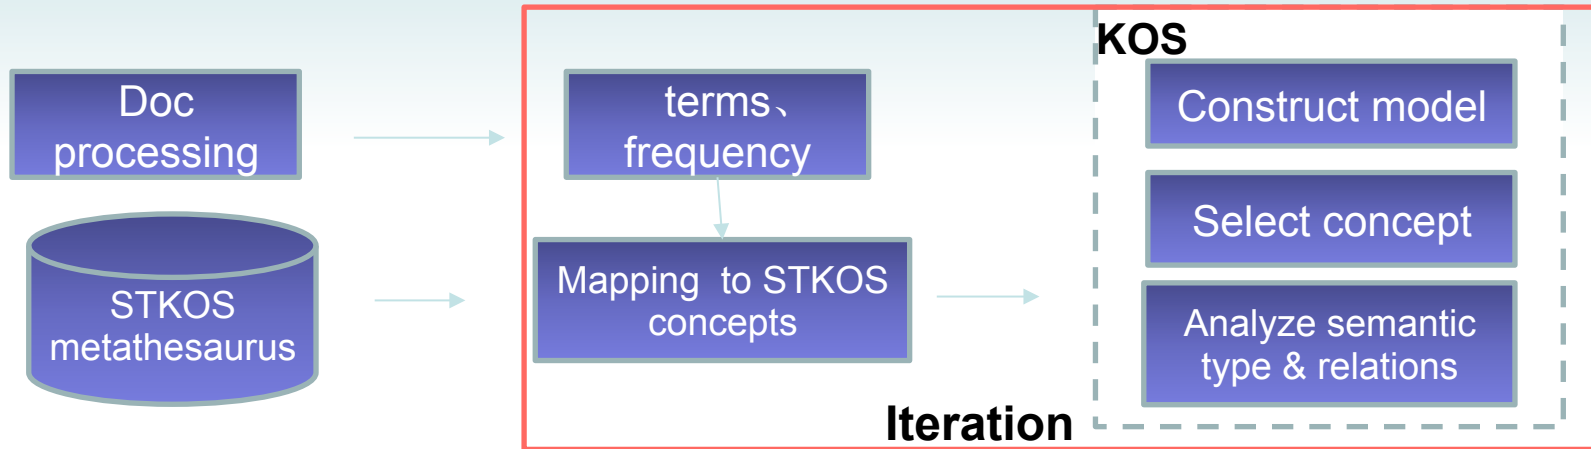 Doc
processing
STKOS
metathesaurus
terms、
frequency
Mapping to STKOS
concepts
KOS
Construct model
Select concept
Analyze semantic
type & relations
Iteration